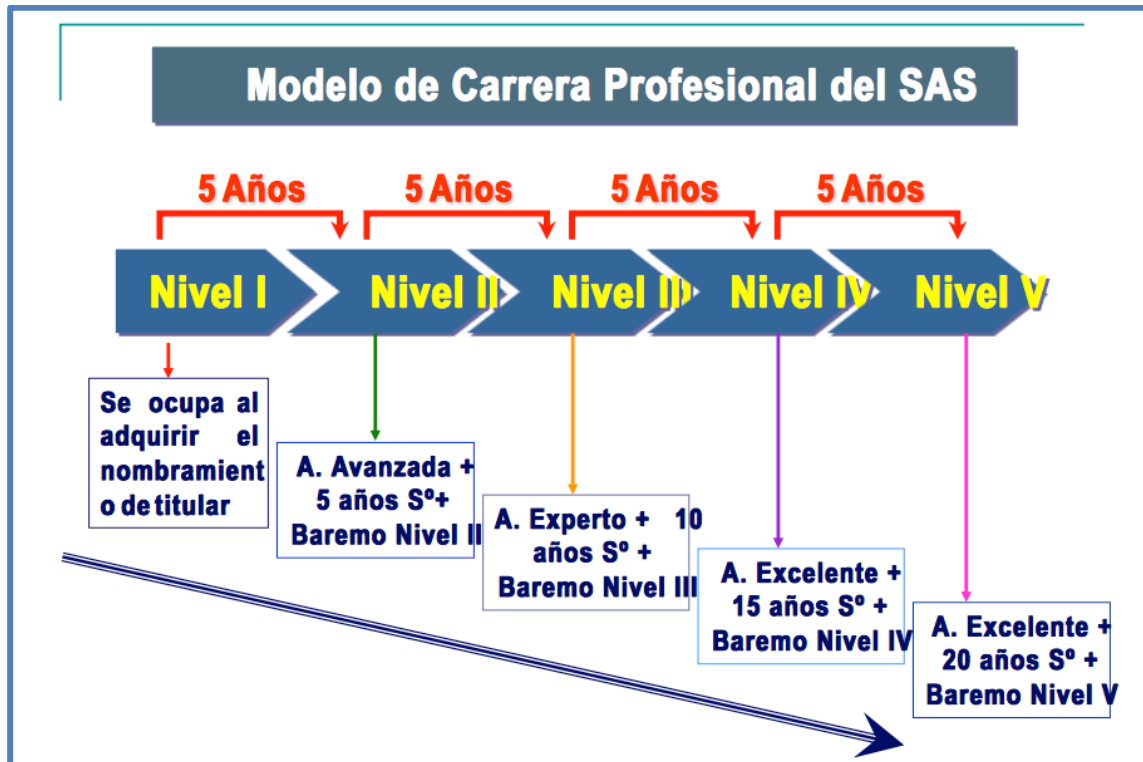 Modelo de Carrera Profesional del SAS
5 Años
5 Años
5 Años
5 Años
Nivel I
Nivel II
Nivel III
Nivel IV
Nivel V
Se ocupa al
adquirir el
nombramient
o de titular
A. Avanzada +
5 años Sº+
Baremo Nivel II
A. Experto + 10
años Sº +
Baremo Nivel III
A. Excelente +
15 años Sº +
Baremo Nivel IV
A. Excelente +
20 años Sº +
Baremo Nivel V